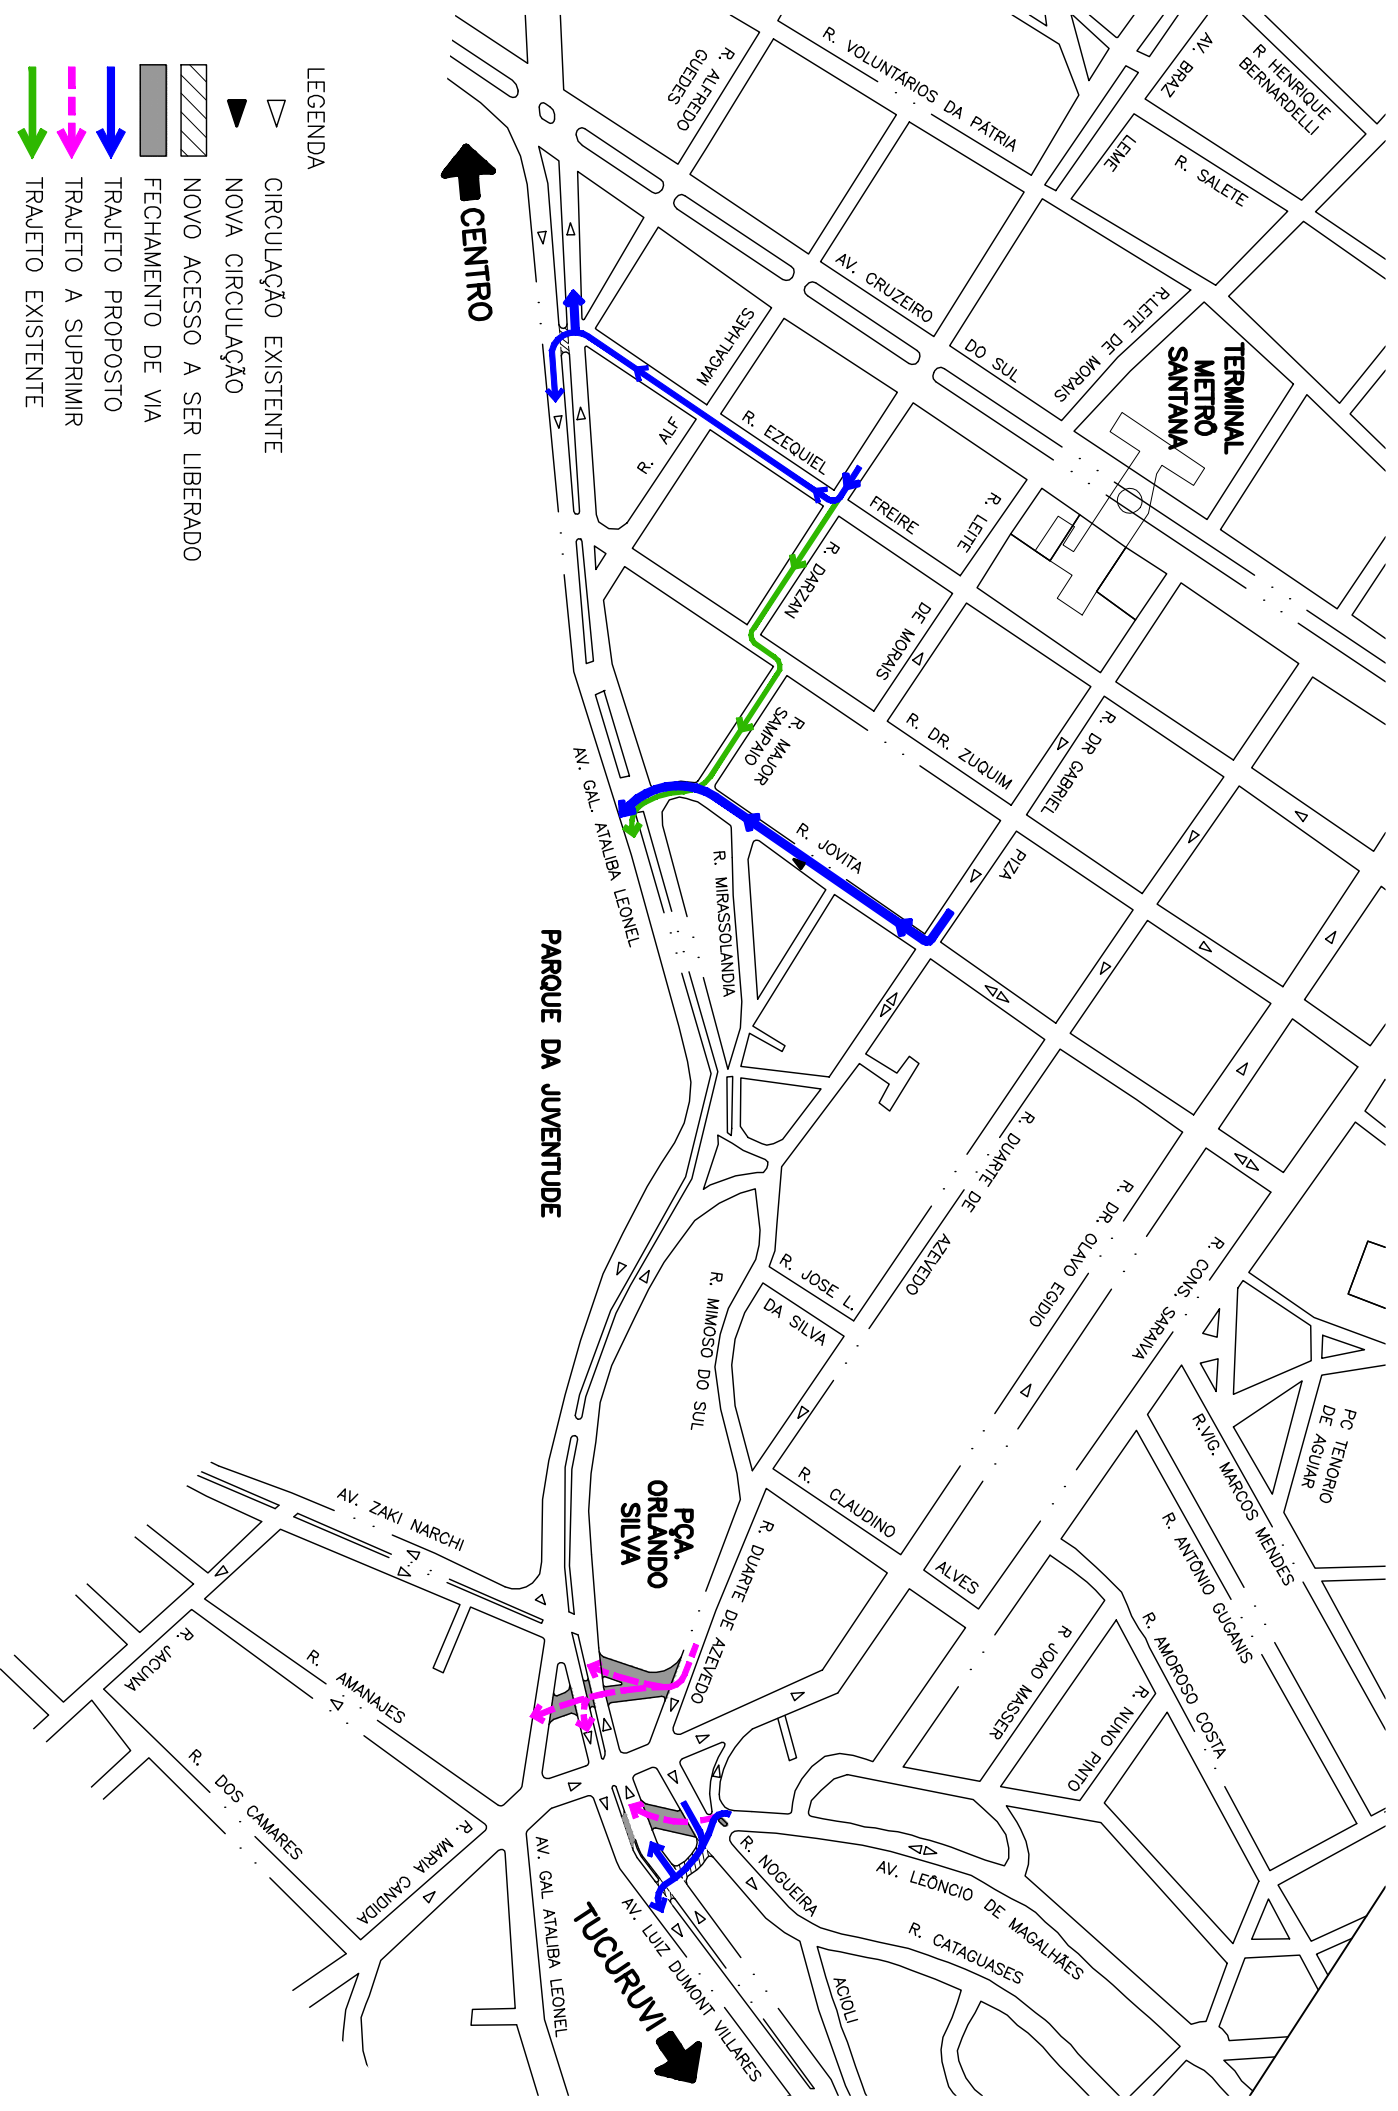 R HENRIQUE
BERNARDELLI
AV. BRAZ
LEME
R. SALETE
R. VOLUNTÁRIOS DA PÁTRIA
R. ALFREDO
GUEDES
AV. CRUZEIRO
DO SUL
R.LEITE DE MORAIS
TERMINAL
METRÔ
SANTANA
MAGALHAES
R. ALF
R. EZEQUIEL
FREIRE
R. LEITE
DE MORAIS
R. DARZAN
R. MAJOR
SAMPAIO
R. DR. ZUQUIM
R. DR GABRIEL
PIZA
R. JOVITA
R. MIRASSOLANDIA
AV. GAL. ATALIBA LEONEL
CENTRO
PARQUE DA JUVENTUDE
R. DUARTE DE AZEVEDO
R. DR. OLAVO EGIDIO
R. CONS. SARAIVA
R. JOSE L.
DA SILVA
R. MIMOSO DO SUL
PC TENORIO
DE AGUIAR
R.VIG. MARCOS MENDES
R. ANTÔNIO GUGANIS
R. AMOROSO COSTA
R. NUNO PINTO
R JOAO MASSER
R. CLAUDINO
ALVES
R. DUARTE DE AZEVEDO
PÇA.
ORLANDO
SILVA
AV. ZAKI NARCHI
R. JACUNA
R. AMANAJES
R. DOS CAMARES
R. MARIA CANDIDA
AV. GAL ATALIBA LEONEL
AV. LUIZ DUMONT VILLARES
TUCURUVI
R. NOGUEIRA
ACIOLI
AV. LEÔNCIO DE MAGALHÃES
R. CATAGUASES
LEGENDA
CIRCULAÇÃO EXISTENTE
NOVA CIRCULAÇÃO
NOVO ACESSO A SER LIBERADO
FECHAMENTO DE VIA
TRAJETO PROPOSTO
TRAJETO A SUPRIMIR
TRAJETO EXISTENTE